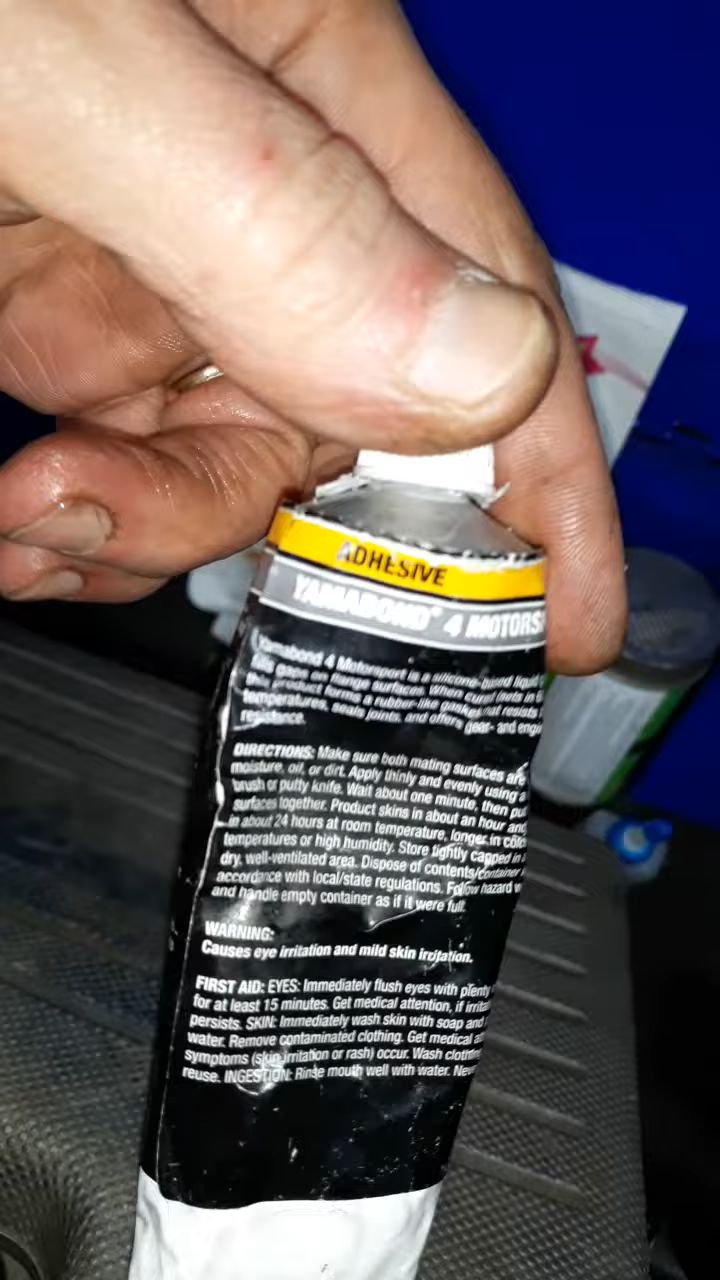 ADHESIVE
YAMABOND® 4 MOTORS
Yamabond 4 Motorsport is a silicone-based liquid
fills gaps on flange surfaces. When cured
this product forms a rubber-like gasket that resists
temperatures, seals joints, and offers gear- and
resistance.
DIRECTIONS: Make sure both mating surfaces are
moisture, oil, or dirt. Apply thinly and evenly using a
brush or putty knife. Wait about one minute, then
surfaces together. Product skins in about an hour and
in about 24 hours at room temperature, longer in
temperatures or high humidity. Store tightly capped in
dry, well-ventilated area. Dispose of contents/container
accordance with local/state regulations. Follow hazard
and handle empty container as if it were full.
WARNING:
Causes eye irritation and mild skin irritation.
FIRST AID: EYES: Immediately flush eyes with plenty
for at least 15 minutes. Get medical attention, if
persists. SKIN: Immediately wash skin with soap and
water. Remove contaminated clothing. Get medical
symptoms (skin irritation or rash) occur. Wash
reuse. INGESTION: Rinse mouth well with water.